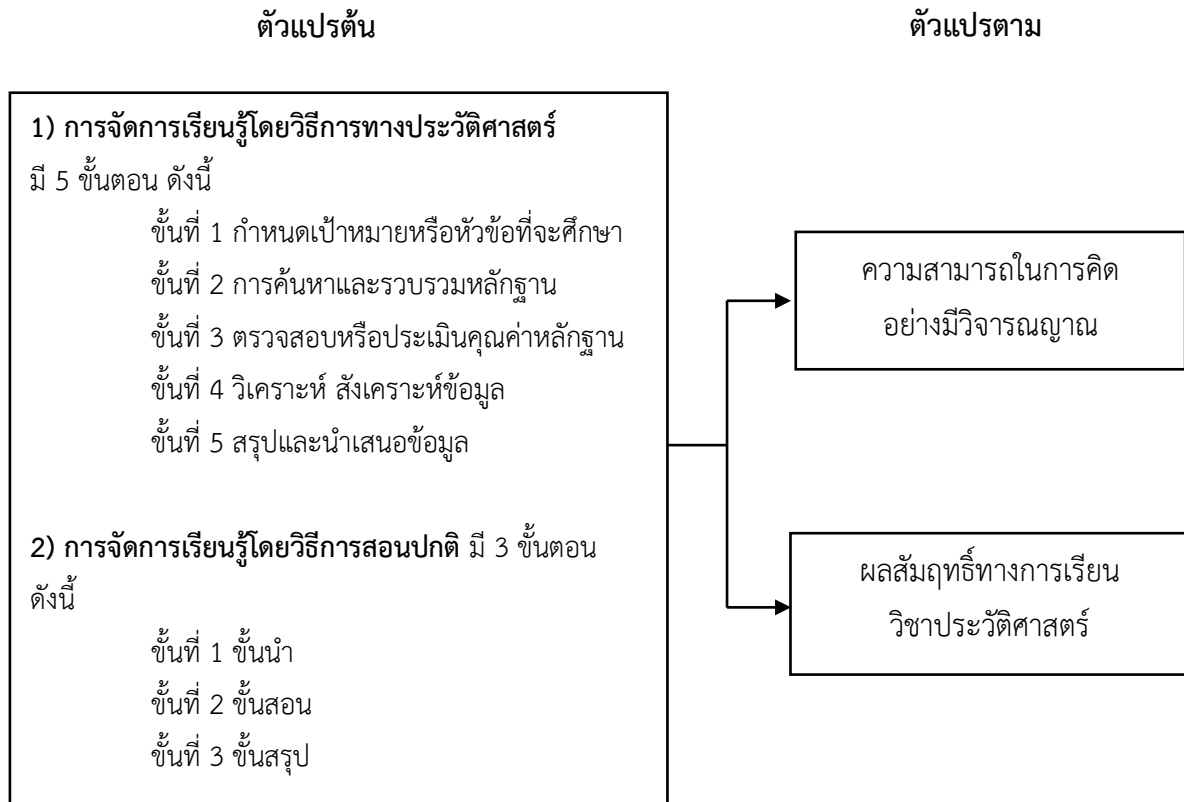 ตัวแปรต้น
ตัวแปรตาม
1) การจัดการเรียนรู้โดยวิธีการทางประวัติศาสตร์
มี 5 ขั้นตอน ดังนี้
ขั้นที่ 1 กำหนดเป้าหมายหรือหัวข้อที่จะศึกษา
ขั้นที่ 2 การค้นหาและรวบรวมหลักฐาน
ขั้นที่ 3 ตรวจสอบหรือประเมินคุณค่าหลักฐาน
ขั้นที่ 4 วิเคราะห์ สังเคราะห์ข้อมูล
ขั้นที่ 5 สรุปและนำเสนอข้อมูล
2) การจัดการเรียนรู้โดยวิธีการสอนปกติ มี 3 ขั้นตอน
ดังนี้
ขั้นที่ 1 ขั้นนำ
ขั้นที่ 2 ขั้นสอน
ขั้นที่ 3 ขั้นสรุป
ความสามารถในการคิด
อย่างมีวิจารณญาณ
ผลสัมฤทธิ์ทางการเรียน
วิชาประวัติศาสตร์